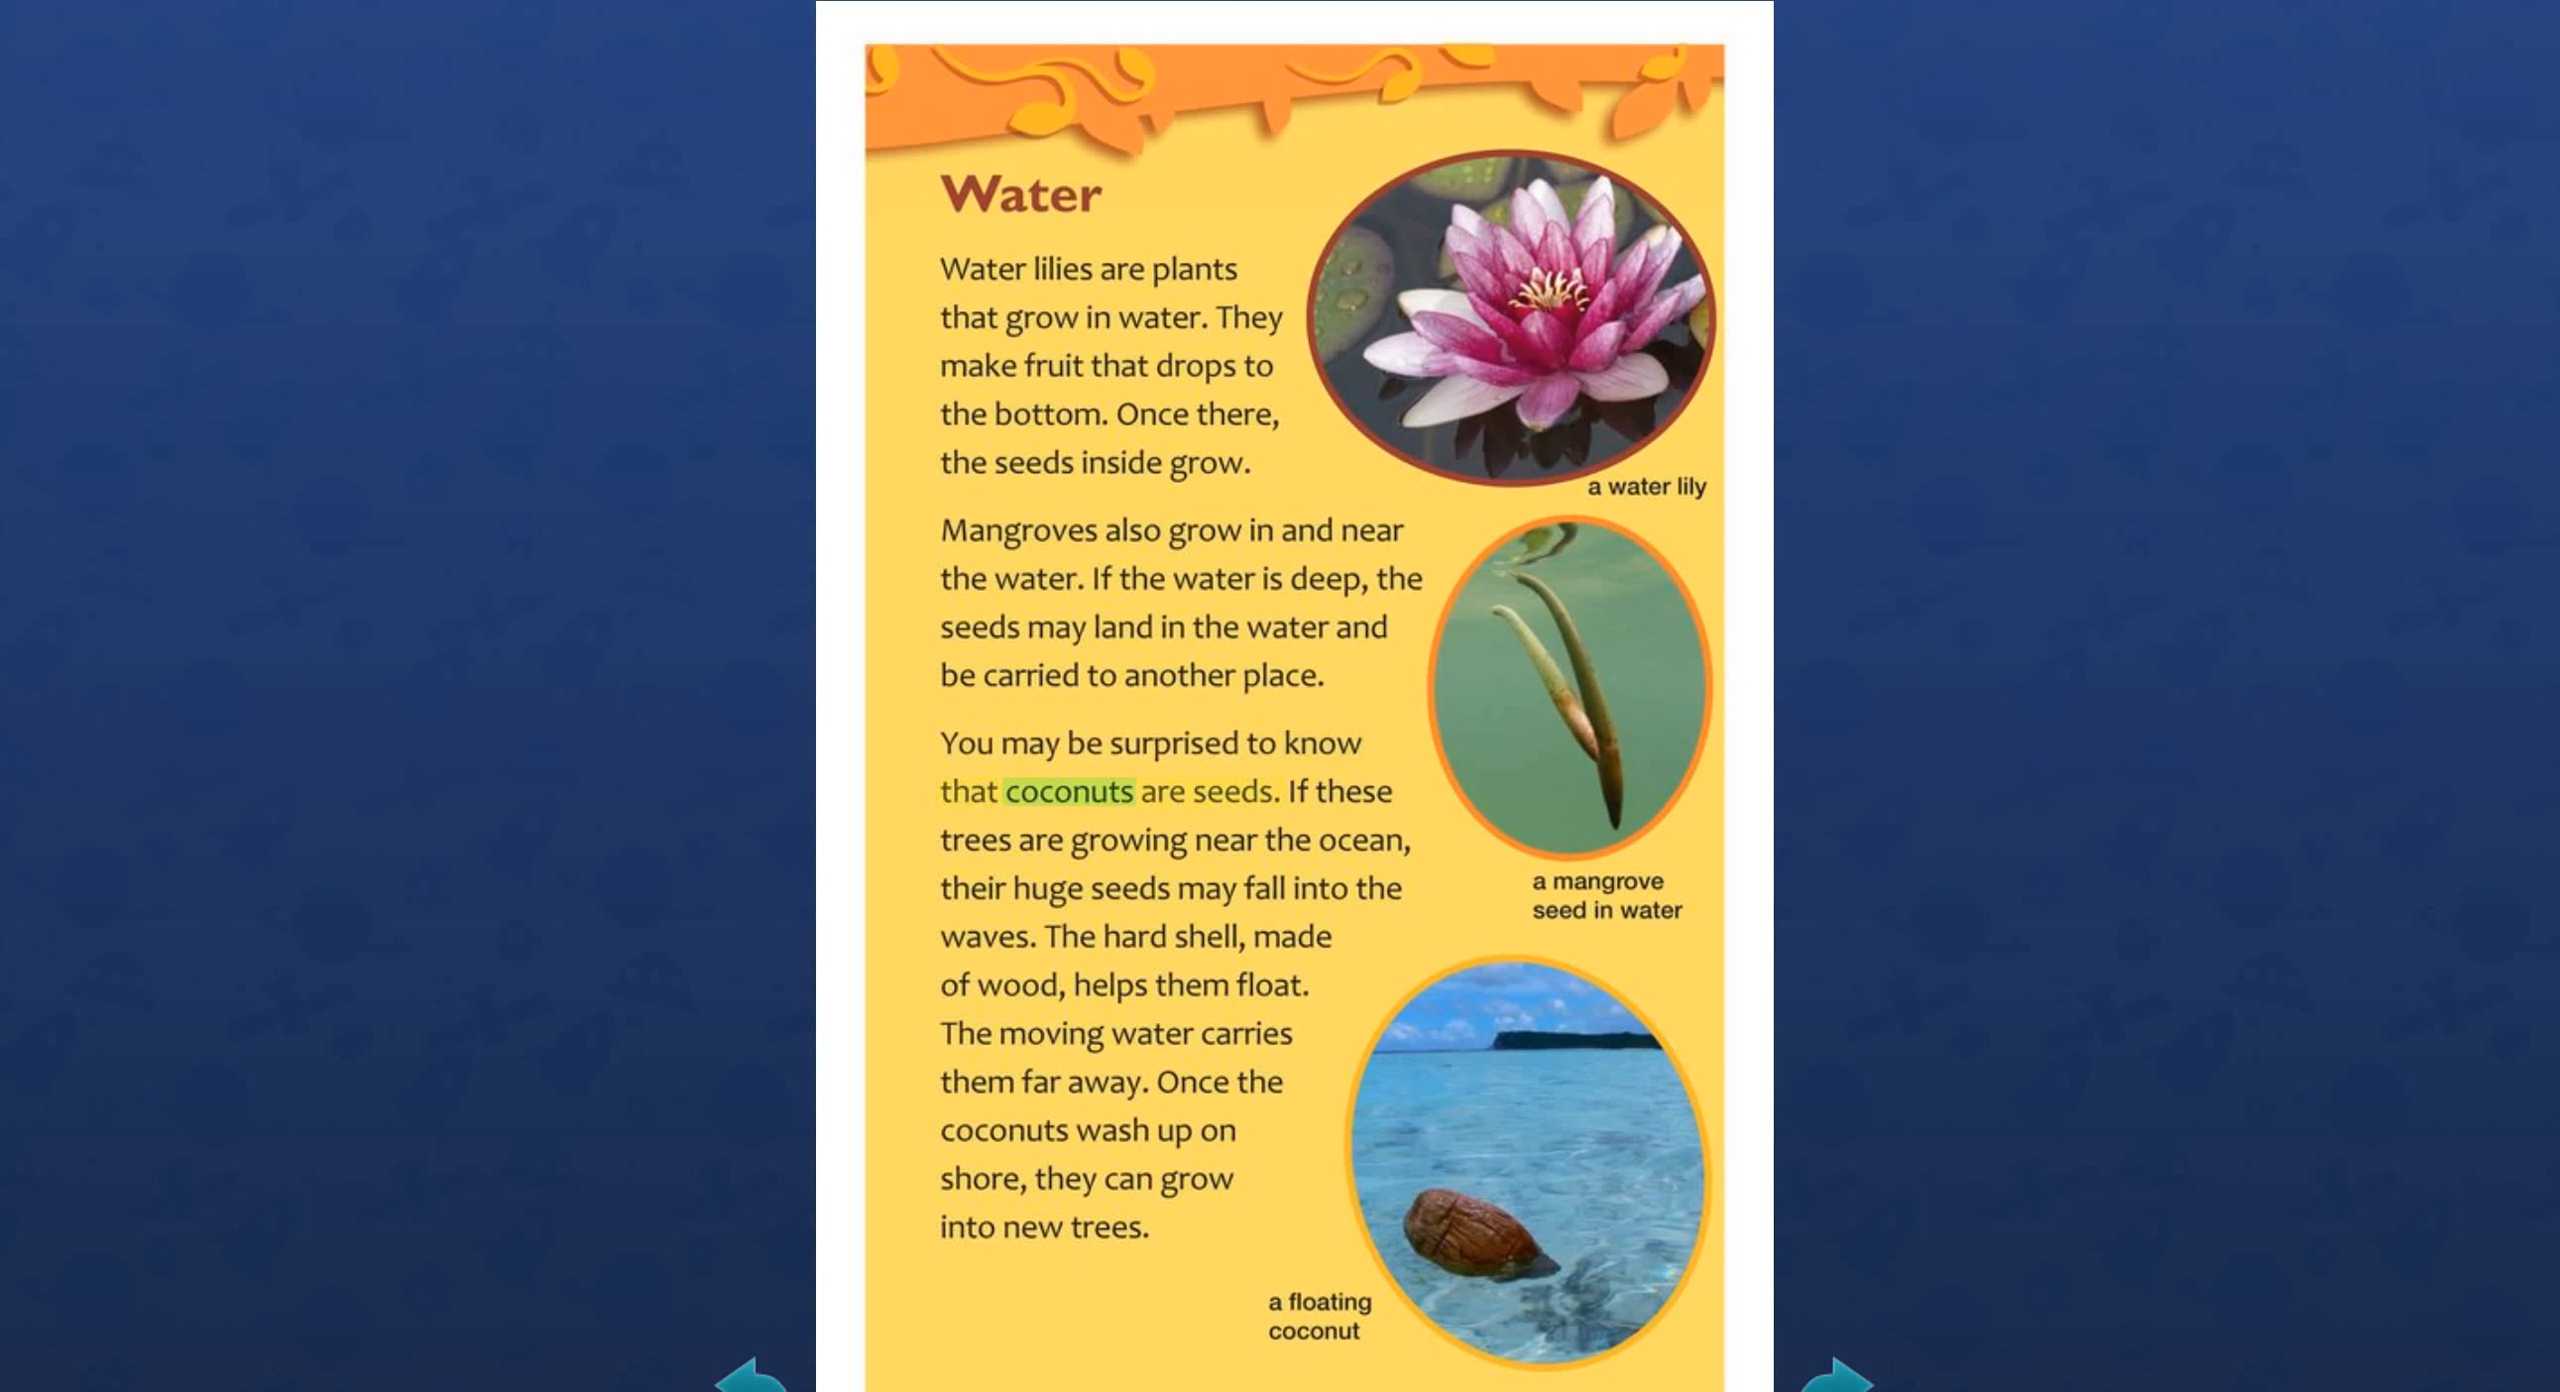 Water
Water lilies are plants
that grow in water. They
make fruit that drops to
the bottom. Once there,
the seeds inside grow.
a water lily
Mangroves also grow in and near
the water. If the water is deep, the
seeds may land in the water and
be carried to another place.
a mangrove
seed in water
You may be surprised to know
that coconuts are seeds. If these
trees are growing near the ocean,
their huge seeds may fall into the
waves. The hard shell, made
of wood, helps them float.
The moving water carries
them far away. Once the
coconuts wash up on
shore, they can grow
into new trees.
a floating
coconut